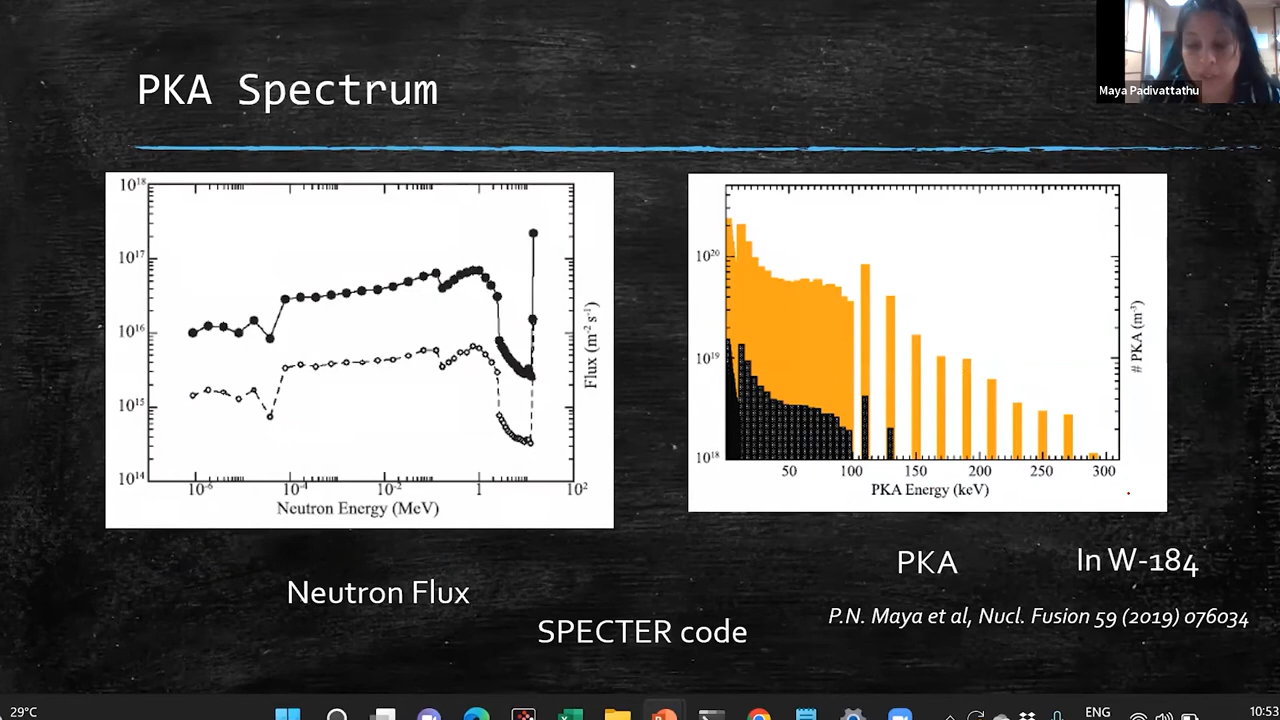 PKA Spectrum
Maya Padivattathu
10¹⁸
10¹⁷
10¹⁶
10¹⁵
10¹⁴
10⁻⁶
10⁻⁴
10⁻²
1
10²
Neutron Energy (MeV)
Flux (m⁻² s⁻¹)
10²⁰
10¹⁹
10¹⁸
50
100
150
200
250
300
PKA Energy (keV)
# PKA (m⁻³)
Neutron Flux
PKA
In W-184
P.N. Maya et al, Nucl. Fusion 59 (2019) 076034
SPECTER code
29°C
ENG
10:53